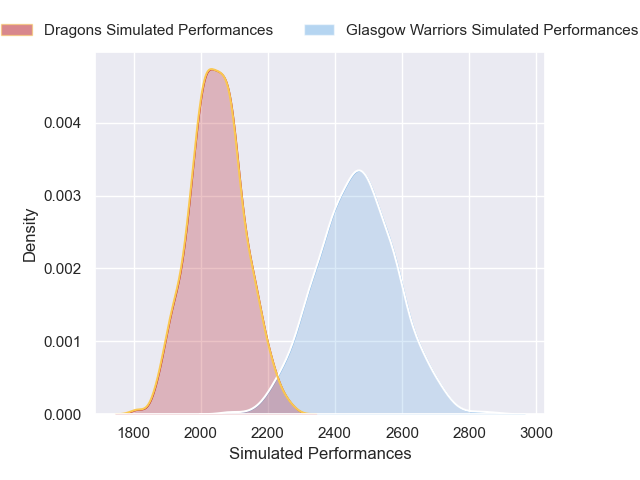 Dragons Simulated Performances
Glasgow Warriors Simulated Performances
Density
0.004
0.003
0.002
0.001
0.000
1800 2000 2200 2400 2600 2800 3000
Simulated Performances